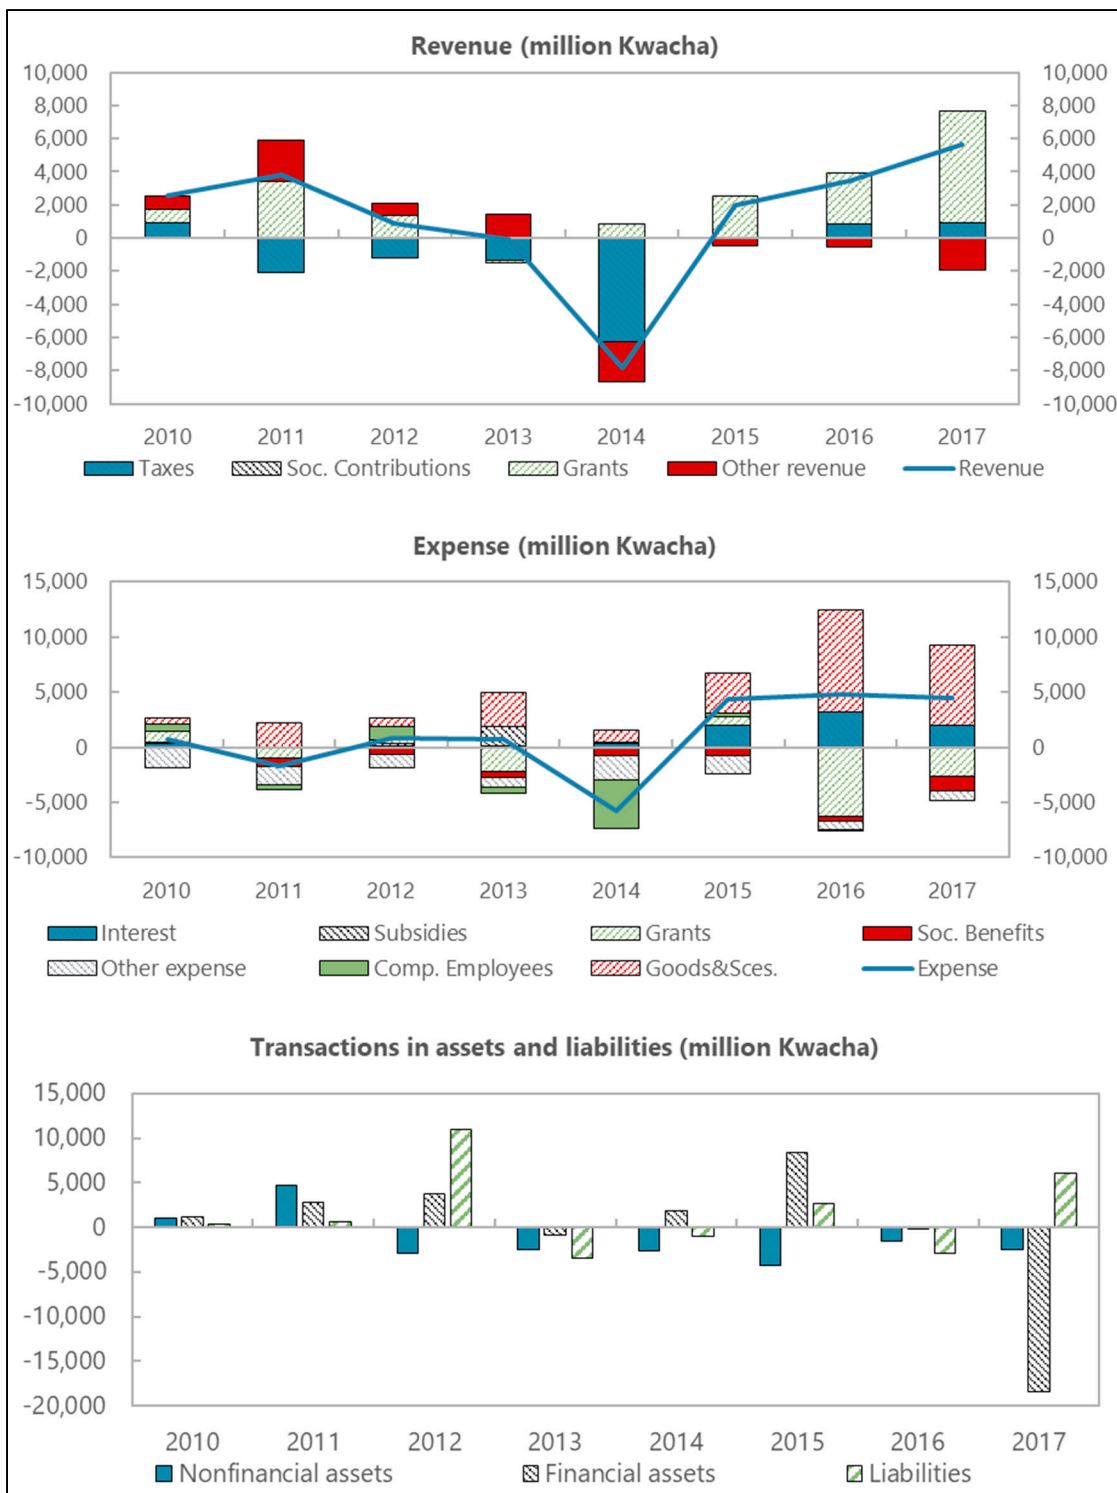 Revenue (million Kwacha)
10,000 10,000
8,000 8,000
6,000 6,000
4,000 4,000
2,000 2,000
0 0
-2,000 -2,000
-4,000 -4,000
-6,000 -6,000
-8,000 -8,000
-10,000 -10,000
2010 2011 2012 2013 2014 2015 2016 2017
Taxes Soc. Contributions Grants Other revenue Revenue
Expense (million Kwacha)
15,000 15,000
10,000 10,000
5,000 5,000
0 0
-5,000 -5,000
-10,000 -10,000
2010 2011 2012 2013 2014 2015 2016 2017
Interest Subsidies Grants Soc. Benefits
Other expense Comp. Employees Goods&Sces. Expense
Transactions in assets and liabilities (million Kwacha)
15,000
10,000
5,000
0
-5,000
-10,000
-15,000
-20,000
2010 2011 2012 2013 2014 2015 2016 2017
Nonfinancial assets Financial assets Liabilities